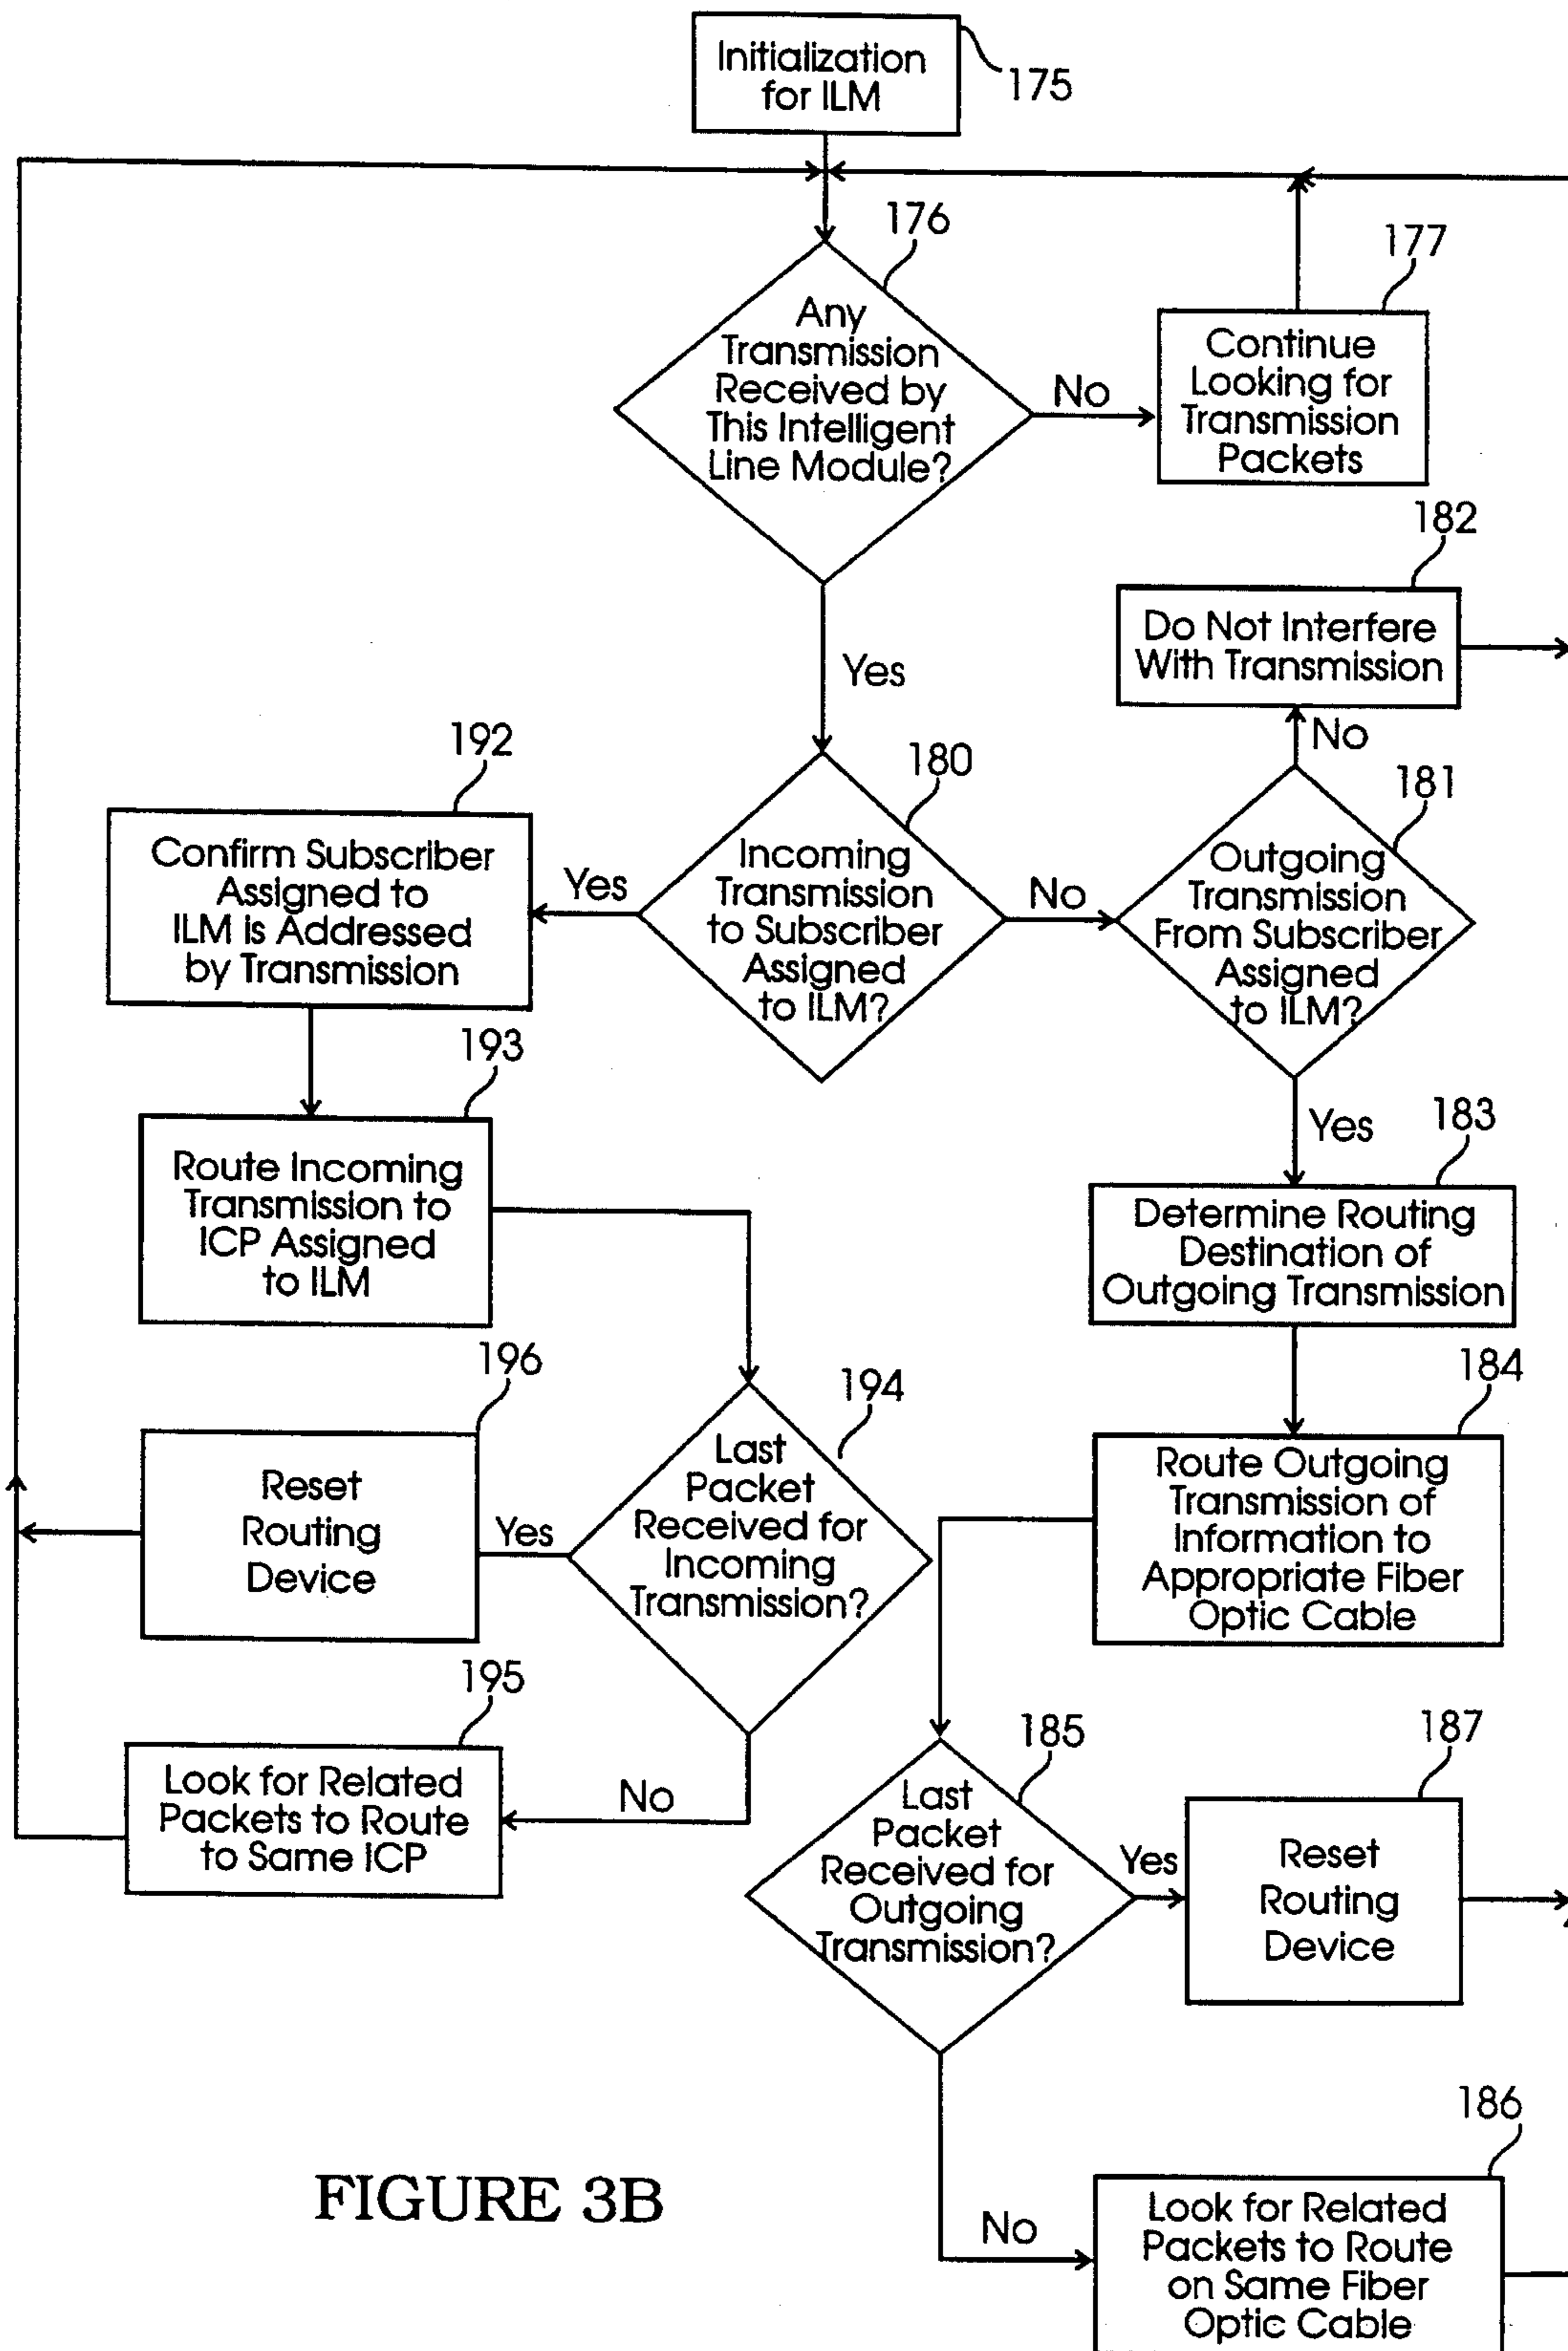 Initialization
for ILM
175
176
Any
Transmission
Received by
This Intelligent
Line Module?
No
177
Continue
Looking for
Transmission
Packets
Yes
182
Do Not Interfere
With Transmission
No
192
Confirm Subscriber
Assigned to
ILM is Addressed
by Transmission
Yes
180
Incoming
Transmission
to Subscriber
Assigned
to ILM?
No
181
Outgoing
Transmission
From Subscriber
Assigned
to ILM?
Yes
193
Route Incoming
Transmission to
ICP Assigned
to ILM
183
Determine Routing
Destination of
Outgoing Transmission
184
Route Outgoing
Transmission of
Information to
Appropriate Fiber
Optic Cable
196
Reset
Routing
Device
Yes
194
Last
Packet
Received for
Incoming
Transmission?
195
Look for Related
Packets to Route
to Same ICP
No
185
Last
Packet
Received for
Outgoing
Transmission?
Yes
187
Reset
Routing
Device
186
No
Look for Related
Packets to Route
on Same Fiber
Optic Cable
FIGURE 3B